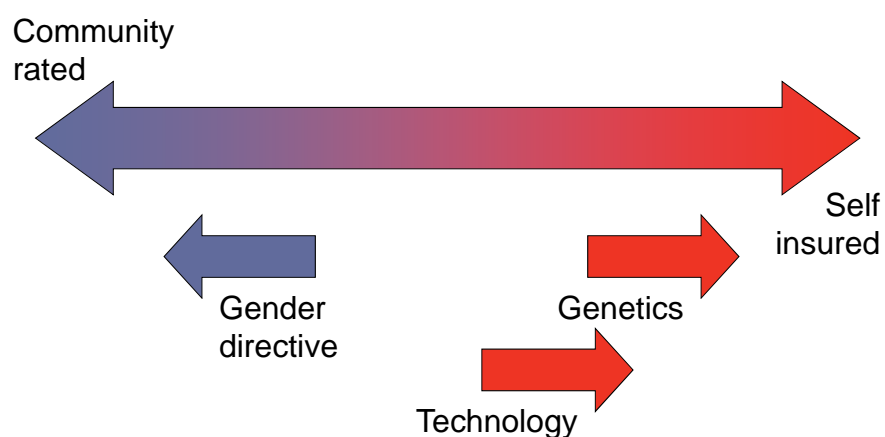 Community
rated
Self
insured
Gender
directive
Genetics
Technology